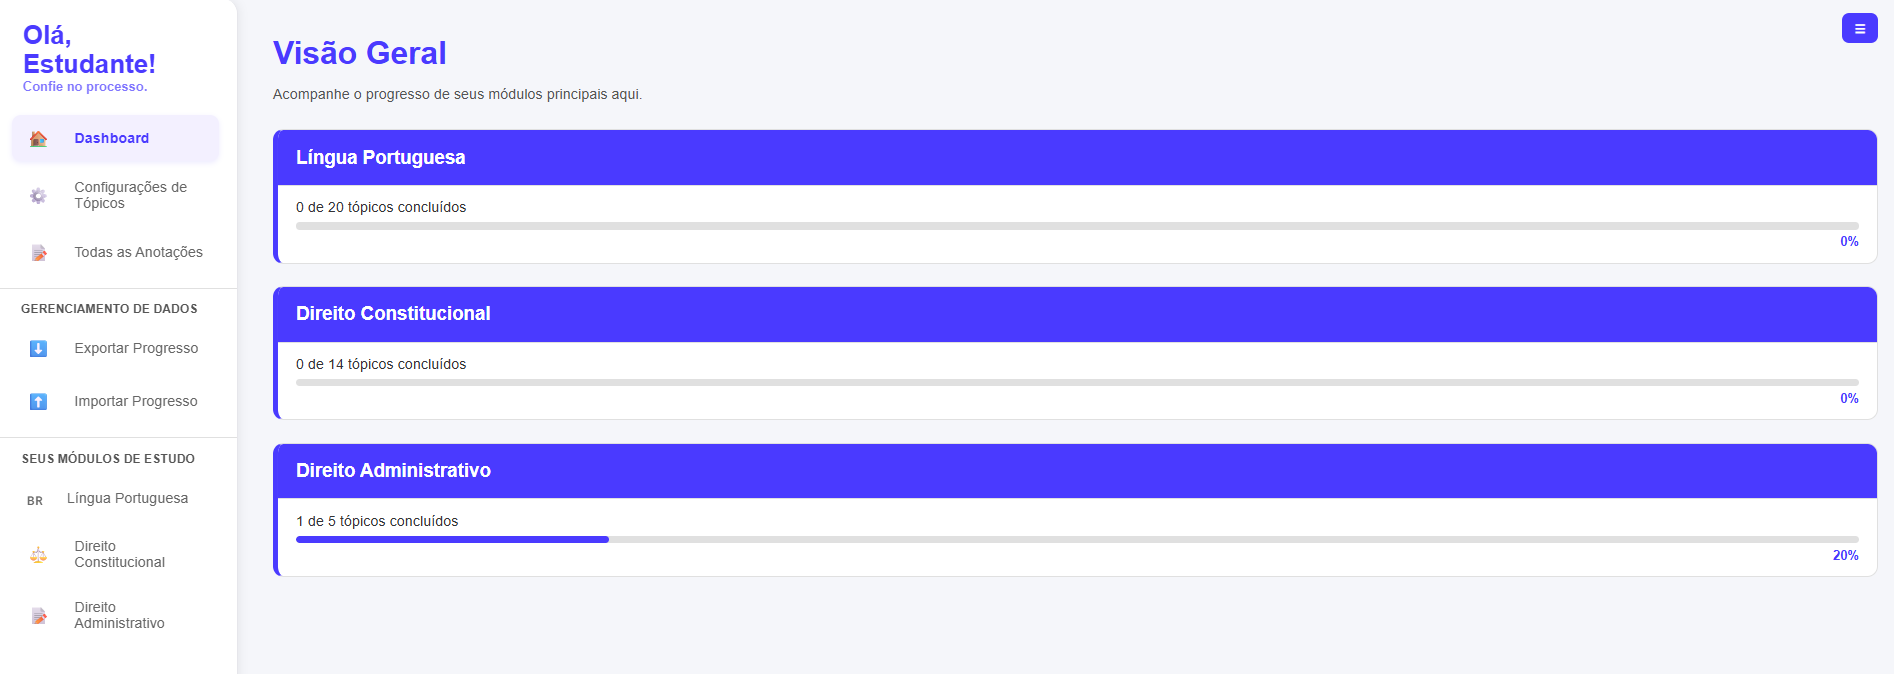 Olá,
Estudante!
Confie no processo.
Dashboard
Configurações de
Tópicos
Todas as Anotações
GERENCIAMENTO DE DADOS
Exportar Progresso
Importar Progresso
SEUS MÓDULOS DE ESTUDO
BR Língua Portuguesa
Direito
Constitucional
Direito
Administrativo
Visão Geral
Acompanhe o progresso de seus módulos principais aqui.
Língua Portuguesa
0 de 20 tópicos concluídos
0%
Direito Constitucional
0 de 14 tópicos concluídos
0%
Direito Administrativo
1 de 5 tópicos concluídos
20%